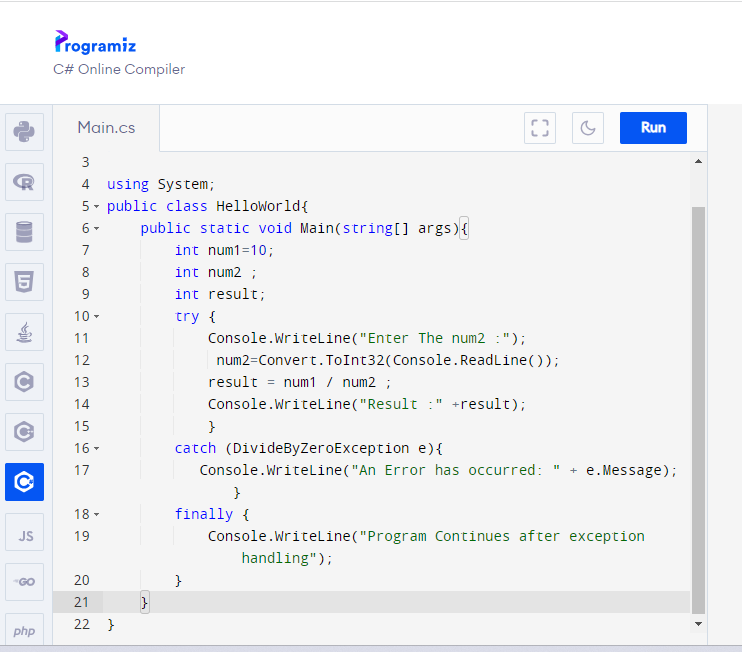 Programiz
C# Online Compiler
Main.cs
Run
3
4 using System;
5 public class HelloWorld{
6 public static void Main(string[] args){
7 int num1=10;
8 int num2 ;
9 int result;
10 try {
11 Console.WriteLine("Enter The num2 :");
12 num2=Convert.ToInt32(Console.ReadLine());
13 result = num1 / num2 ;
14 Console.WriteLine("Result :" +result);
15 }
16 catch (DivideByZeroException e){
17 Console.WriteLine("An Error has occurred: " + e.Message);
}
18 finally {
19 Console.WriteLine("Program Continues after exception
handling");
20 }
21 }
22 }
R
5
C
C
C
JS
GO
php